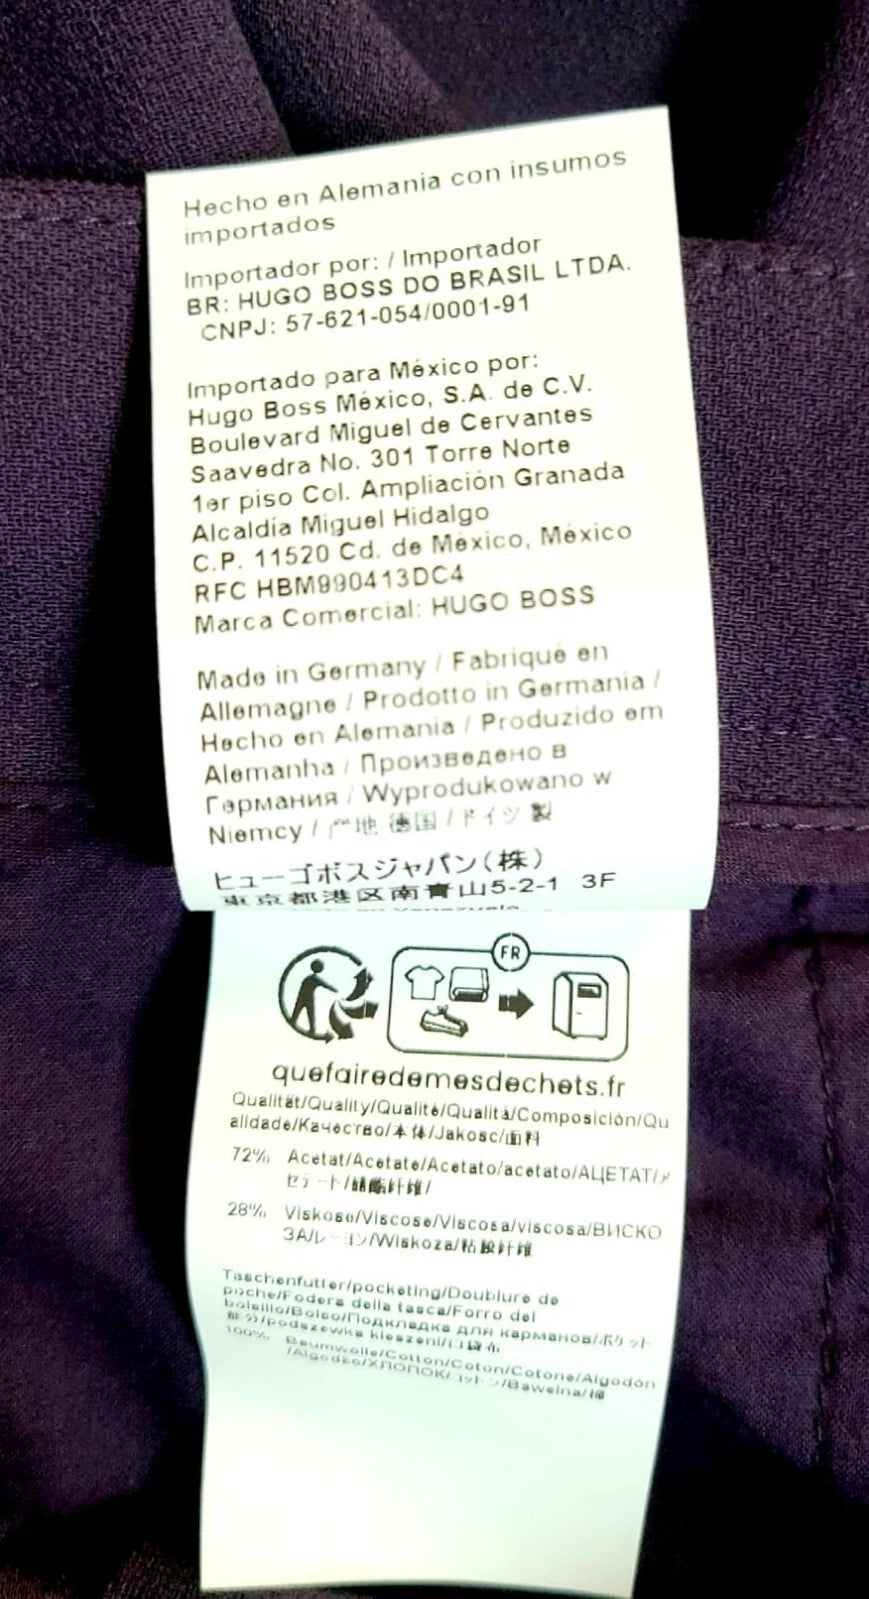 Hecho en Alemania con insumos
importados
Importador por: / Importador
BR: HUGO BOSS DO BRASIL LTDA.
CNPJ: 57-621-054/0001-91
Importado para México por:
Hugo Boss México, S.A. de C.V.
Boulevard Miguel de Cervantes
Saavedra No. 301 Torre Norte
1er piso Col. Ampliación Granada
Alcaldía Miguel Hidalgo
C.P. 11520 Cd. de México, México
RFC HBM990413DC4
Marca Comercial: HUGO BOSS
Made in Germany / Fabriqué en
Allemagne / Prodotto in Germania /
Hecho en Alemania / Produzido em
Alemanha / Произведено в
Германия / Wyprodukowano w
Niemcy / 产地 德国 / ドイツ 製
ヒューゴボスジャパン(株)
東京都港区南青山5-2-1 3F
FR
quefairedemesdechets.fr
Qualität/Quality/Qualité/Qualità/Composición/Qu
alidade/Качество/本体/Jakosc/面料
72% Acetat/Acetate/Acetato/acetato/АЦЕТАТ/ア
セテート/醋酯纤维/
28% Viskose/Viscose/Viscosa/viscosa/ВИСКО
ЗА/レーヨン/Wiskoza/粘胶纤维
Taschenfutter/pocketing/Doublure de
poche/Fodera della tasca/Forro del
bolsillo/Bolso/Подкладка для карманов/ポケット
部分/podszewka kieszeni/口袋布
100% Baumwolle/Cotton/Coton/Cotone/Algodón
/Algodão/ХЛОПОК/コットン/Bawelna/棉